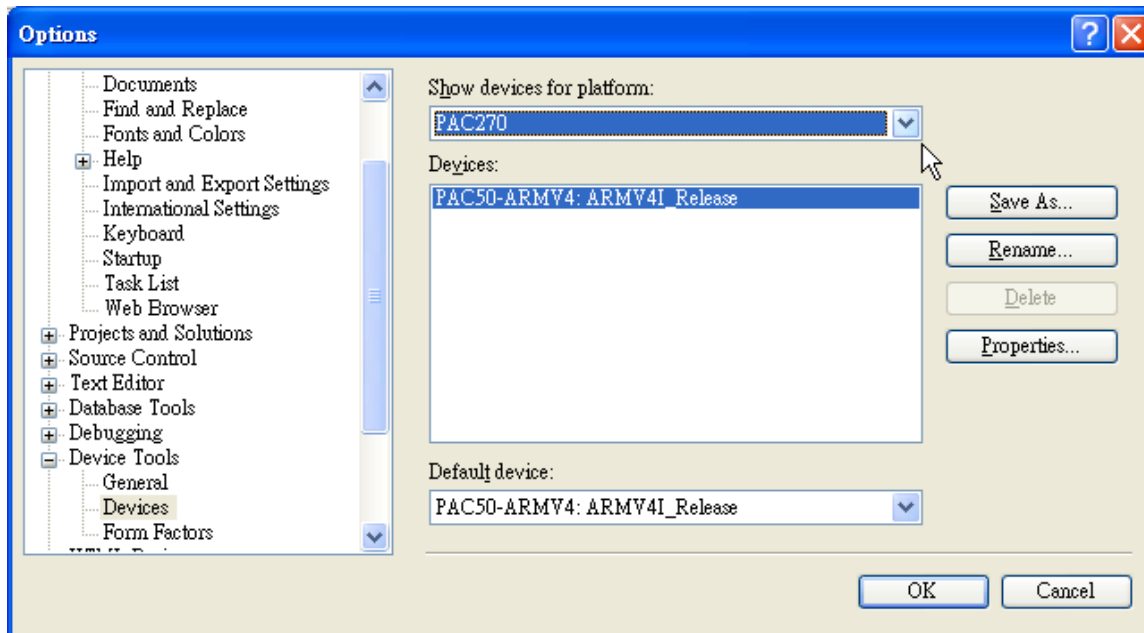 Options
Documents
Find and Replace
Fonts and Colors
Help
Import and Export Settings
International Settings
Keyboard
Startup
Task List
Web Browser
Projects and Solutions
Source Control
Text Editor
Database Tools
Debugging
Device Tools
General
Devices
Form Factors
Show devices for platform:
PAC270
Devices:
PAC50-ARMV4: ARMV4I_Release
Save As...
Rename...
Delete
Properties...
Default device:
PAC50-ARMV4: ARMV4I_Release
OK
Cancel